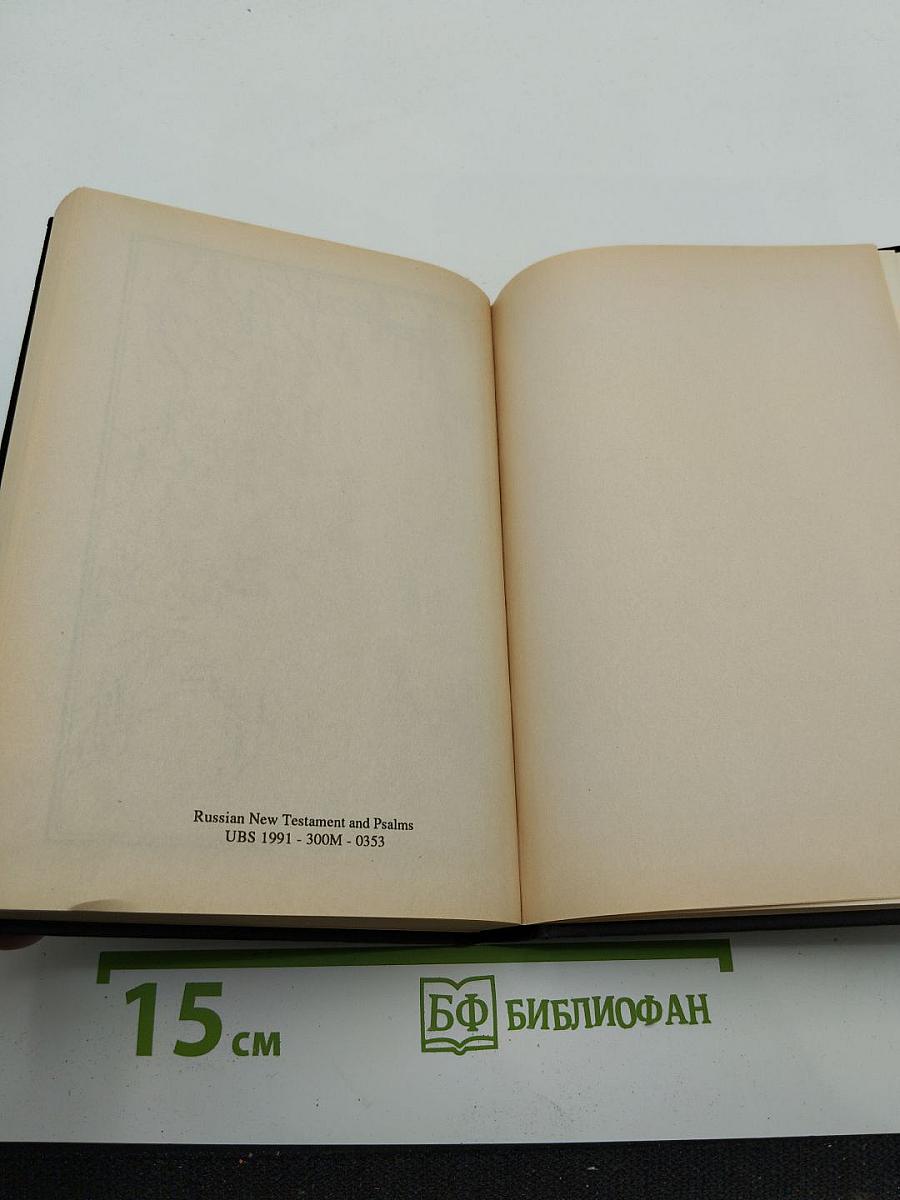 Russian New Testament and Psalms
UBS 1991 - 300M - 0353
15 см
БФ БИБЛИОФАН